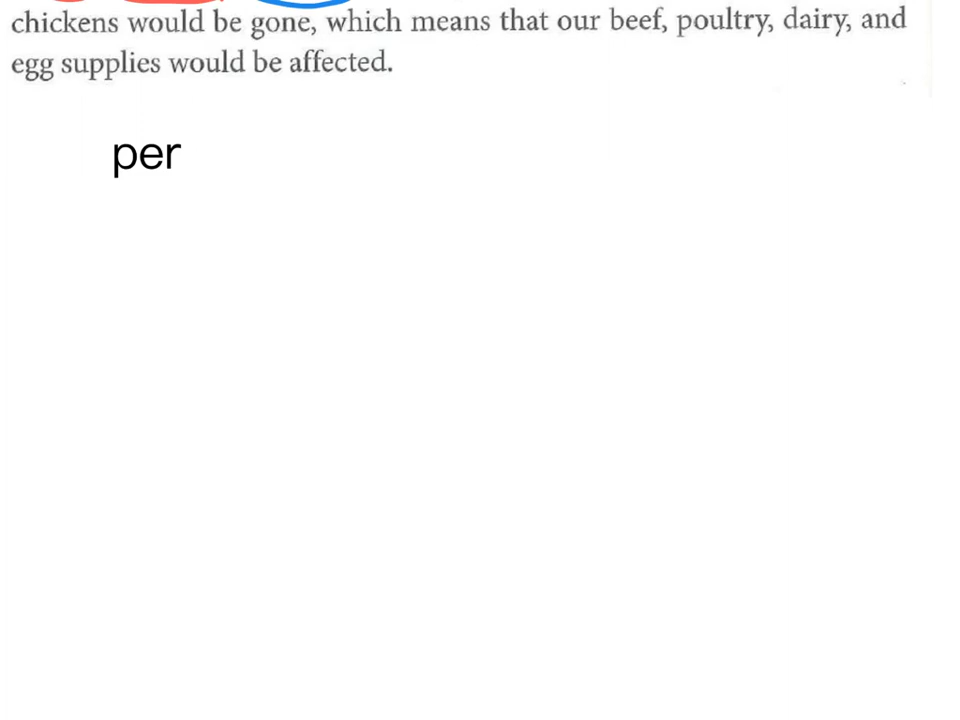 chickens would be gone, which means that our beef, poultry, dairy, and
egg supplies would be affected.
per